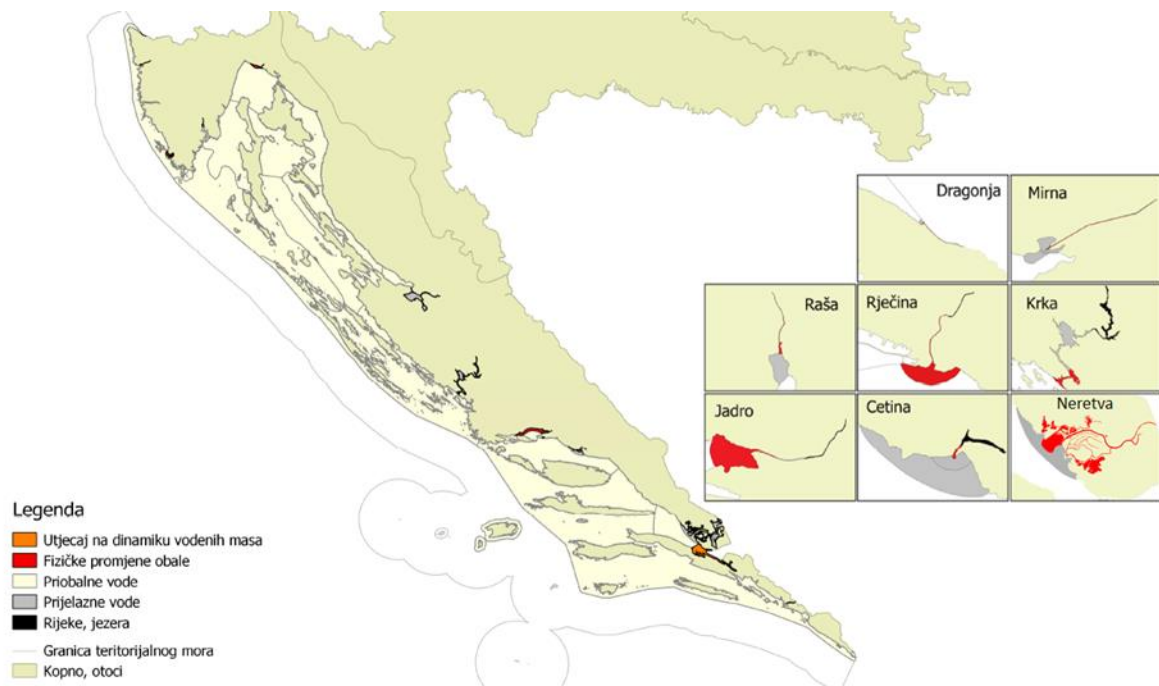 Dragonja
Mirna
Raša
Rječina
Krka
Jadro
Cetina
Neretva
Legenda
Utjecaj na dinamiku vodenih masa
Fizičke promjene obale
Priobalne vode
Prijelazne vode
Rijeke, jezera
Granica teritorijalnog mora
Kopno, otoci